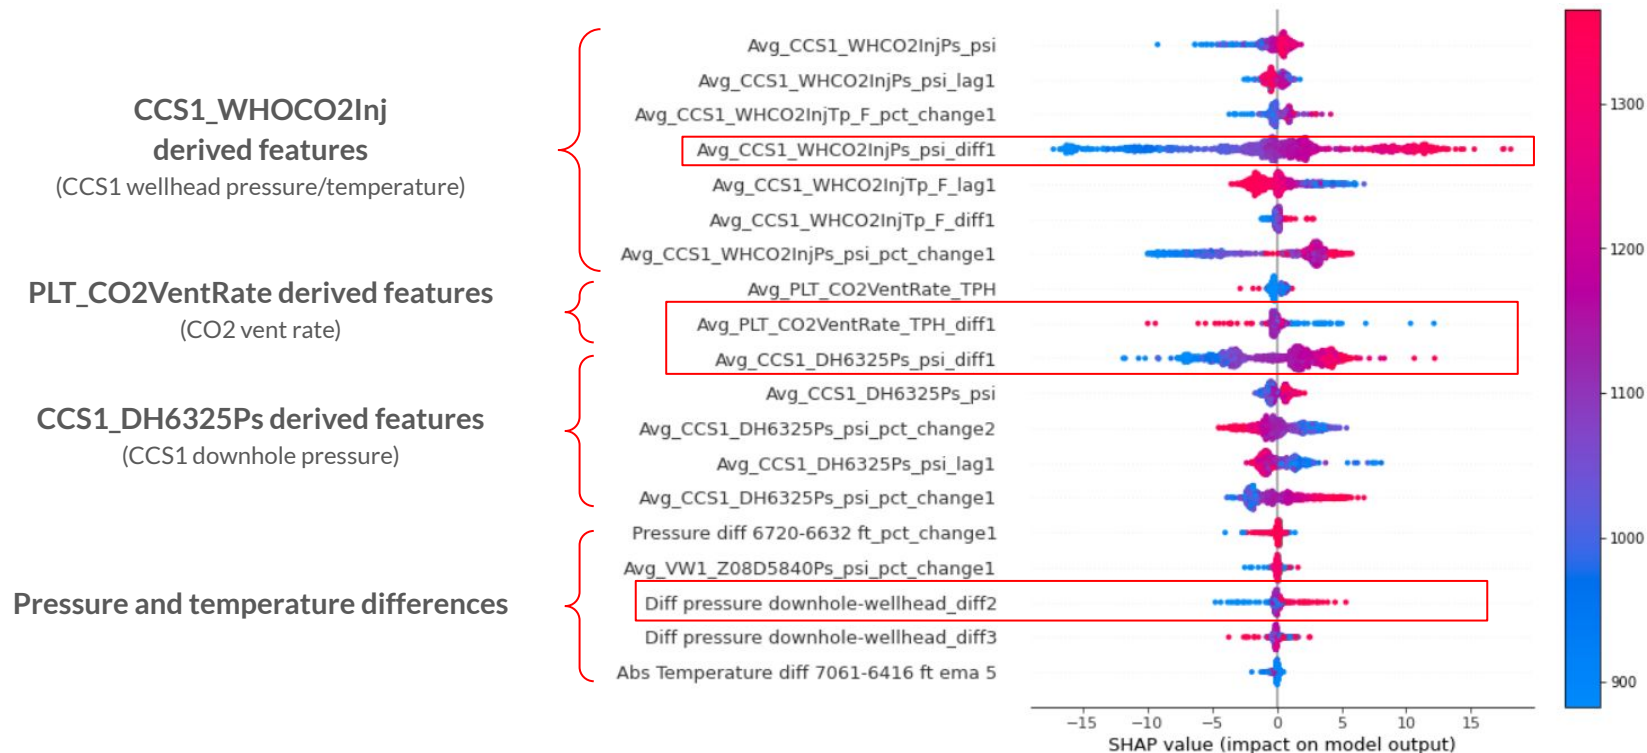 CCS1_WHOCO2Inj
derived features
(CCS1 wellhead pressure/temperature)
PLT_CO2VentRate derived features
(CO2 vent rate)
CCS1_DH6325Ps derived features
(CCS1 downhole pressure)
Pressure and temperature differences
Avg_CCS1_WHCO2InjPs_psi
Avg_CCS1_WHCO2InjPs_psi_lag1
Avg_CCS1_WHCO2InjTp_F_pct_change1
Avg_CCS1_WHCO2InjPs_psi_diff1
Avg_CCS1_WHCO2InjTp_F_lag1
Avg_CCS1_WHCO2InjTp_F_diff1
Avg_CCS1_WHCO2InjPs_psi_pct_change1
Avg_PLT_CO2VentRate_TPH
Avg_PLT_CO2VentRate_TPH_diff1
Avg_CCS1_DH6325Ps_psi_diff1
Avg_CCS1_DH6325Ps_psi
Avg_CCS1_DH6325Ps_psi_pct_change2
Avg_CCS1_DH6325Ps_psi_lag1
Avg_CCS1_DH6325Ps_psi_pct_change1
Pressure diff 6720-6632 ft_pct_change1
Avg_VW1_Z08D5840Ps_psi_pct_change1
Diff pressure downhole-wellhead_diff2
Diff pressure downhole-wellhead_diff3
Abs Temperature diff 7061-6416 ft ema 5
−15 −10 −5 0 5 10 15
SHAP value (impact on model output)
1300
1200
1100
1000
900